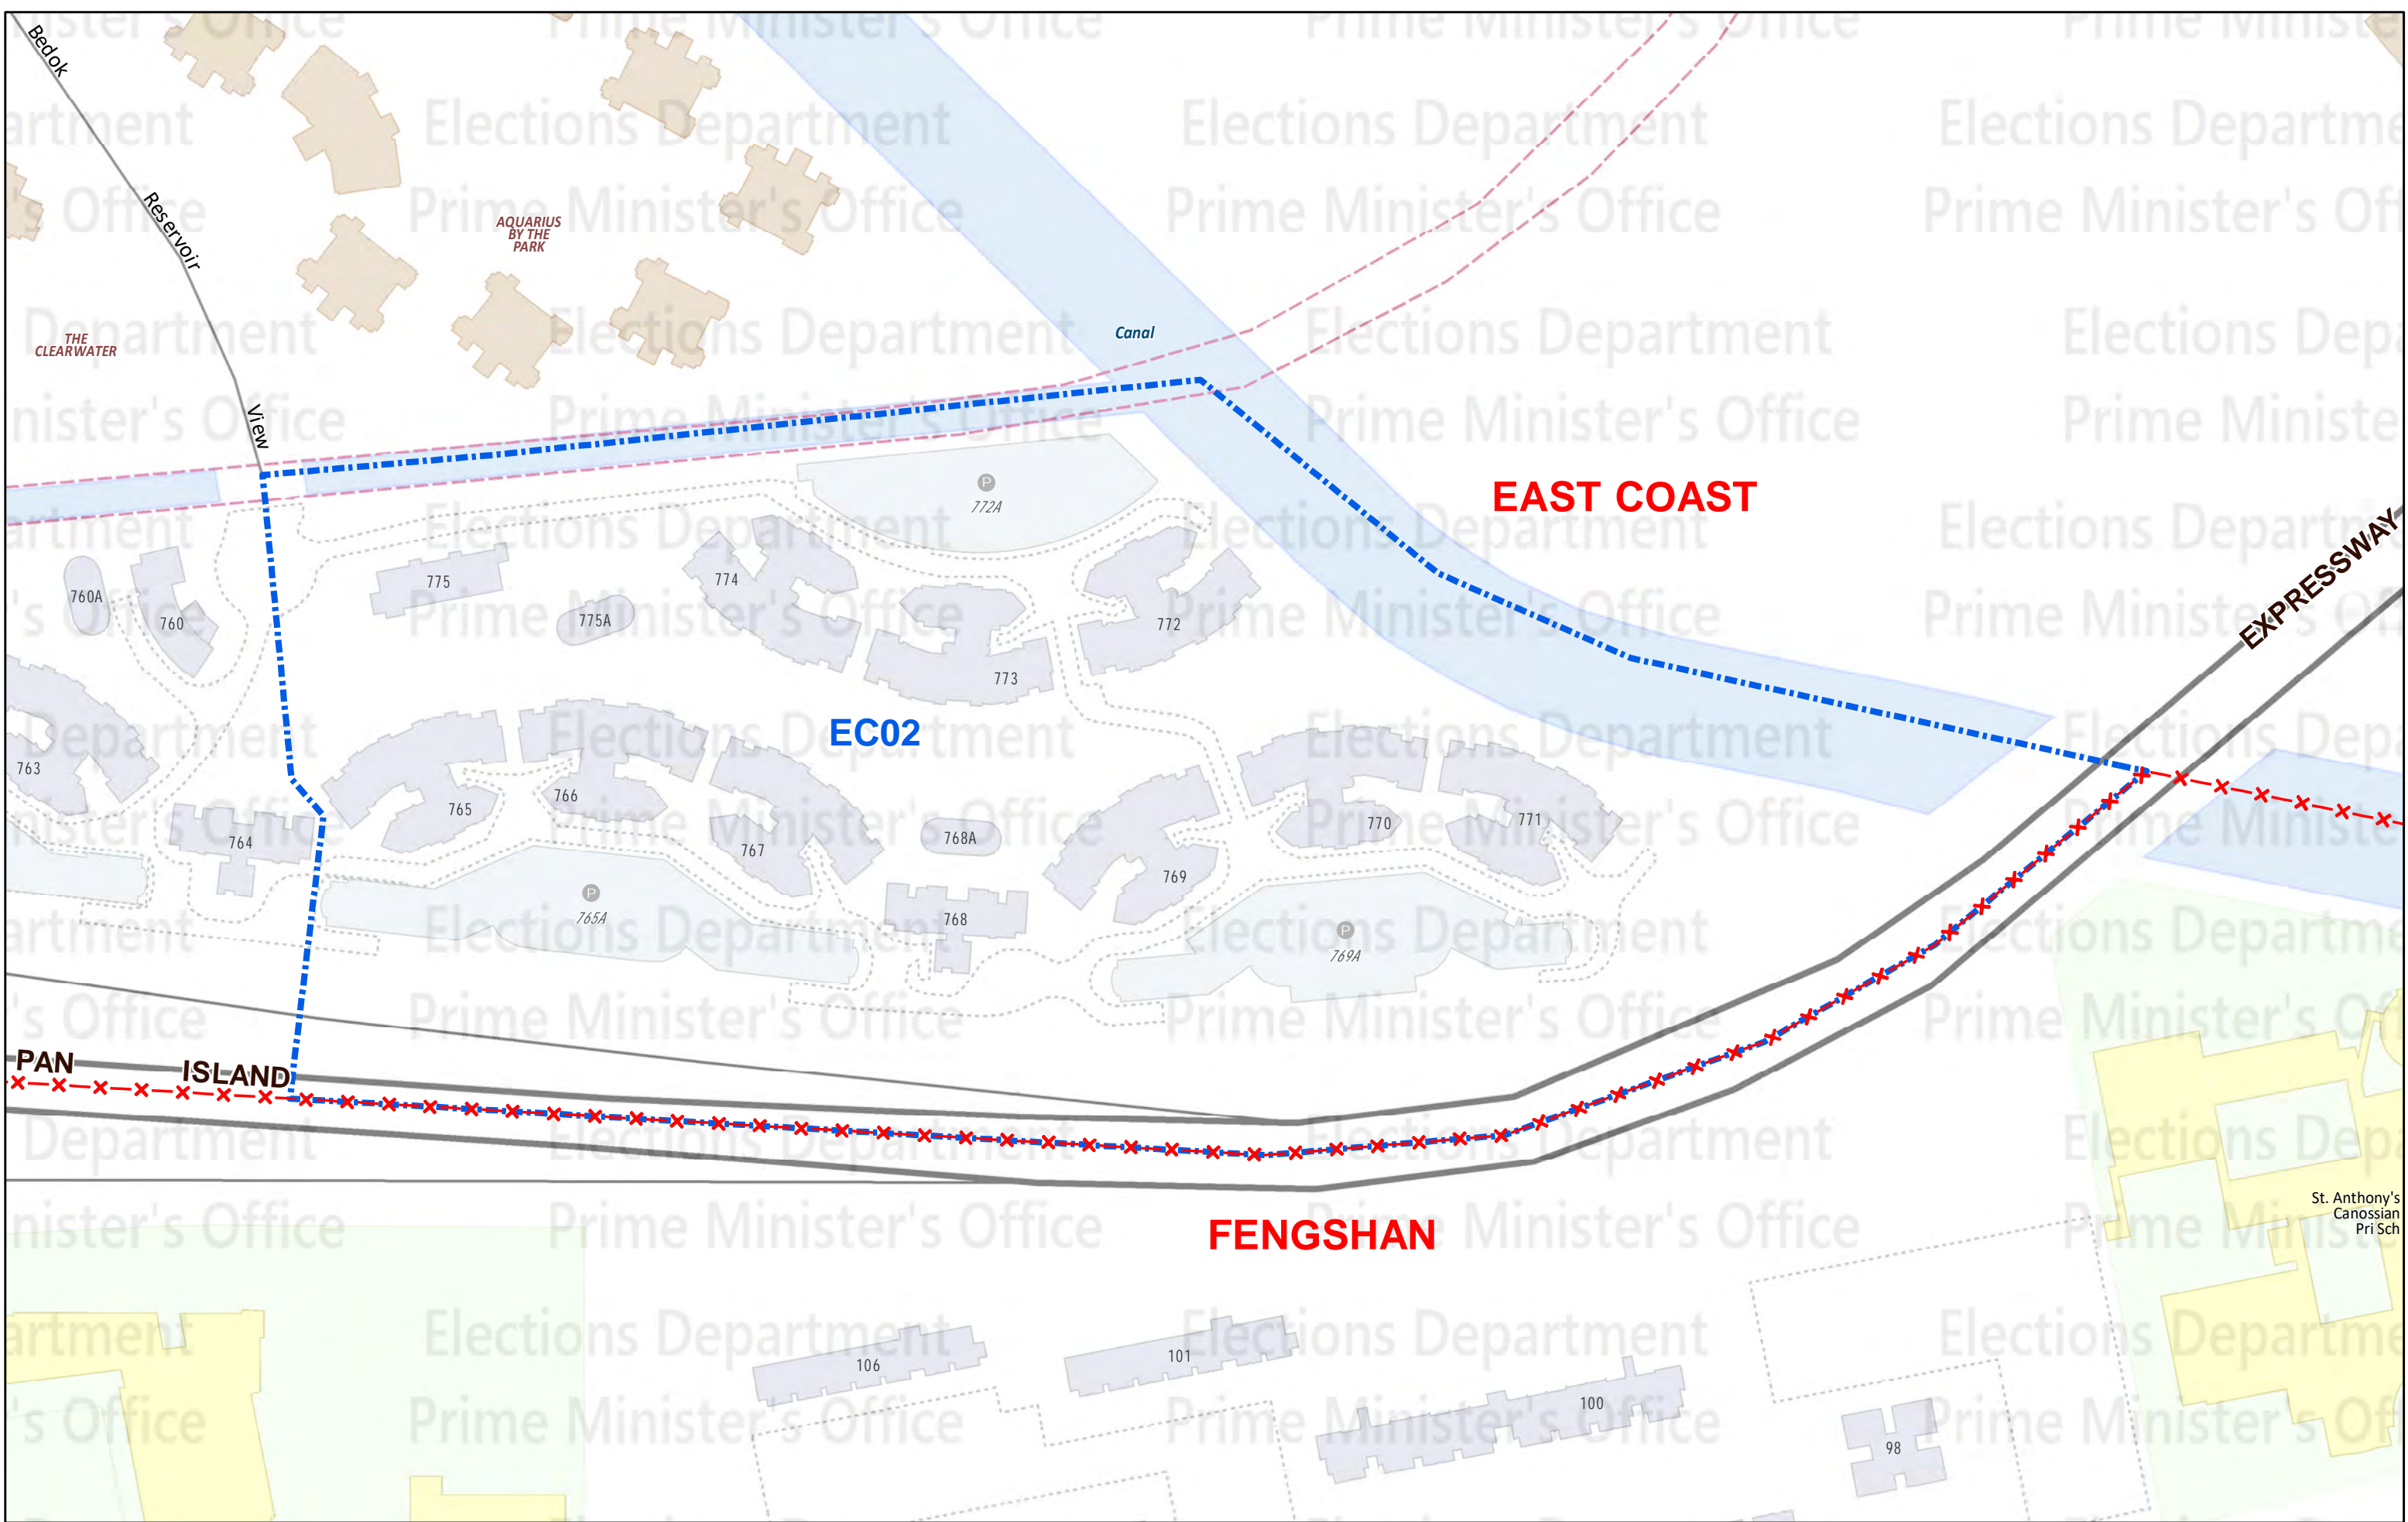 Bedok
Reservoir
View
AQUARIUS
BY THE
PARK
THE
CLEARWATER
Canal
EAST COAST
EXPRESSWAY
P
772A
760A
760
775
775A
774
773
772
EC02
763
764
765
766
767
768A
768
769
770
771
P
765A
P
769A
PAN ISLAND
FENGSHAN
St. Anthony's
Canossian
Pri Sch
106
101
100
98
Elections Department
Prime Minister's Office